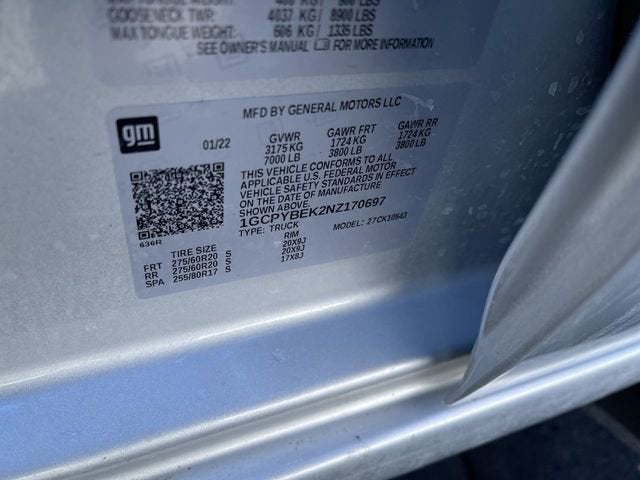 GOOSENECK TWR: 4037 KG/ 8900 LBS
MAX TONGUE WEIGHT: 606 KG/ 1335 LBS
SEE OWNER'S MANUAL FOR MORE INFORMATION
gm
MFD BY GENERAL MOTORS LLC
01/22 GVWR GAWR FRT GAWR RR
3175 KG 1724 KG 1724 KG
7000 LB 3800 LB 3800 LB
THIS VEHICLE CONFORMS TO ALL
APPLICABLE U.S. FEDERAL MOTOR
VEHICLE SAFETY STANDARDS IN EFFECT
ON THE DATE OF MANUFACTURE
SHOWN ABOVE.
1GCPYBEK2NZ170697
TYPE: TRUCK MODEL: 27CK10543
636R
TIRE SIZE RIM
FRT 275/60R20 S 20X9J
RR 275/60R20 S 20X9J
SPA 255/80R17 S 17X8J